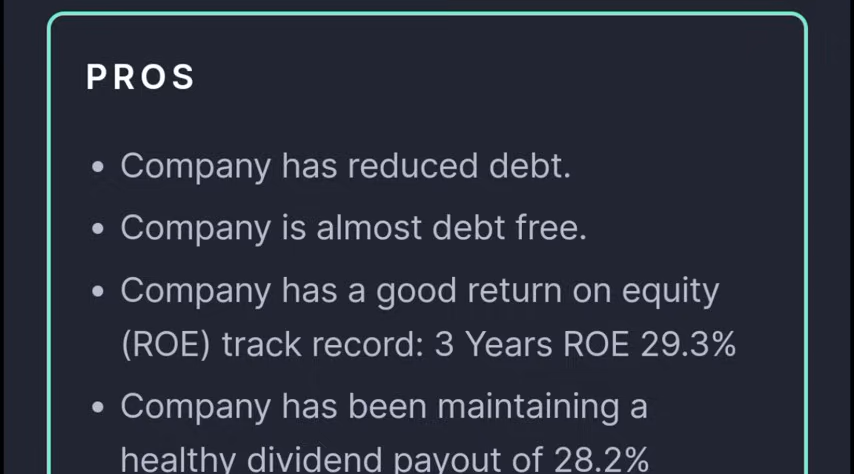 PROS
• Company has reduced debt.
• Company is almost debt free.
• Company has a good return on equity
(ROE) track record: 3 Years ROE 29.3%
• Company has been maintaining a
healthy dividend payout of 28.2%